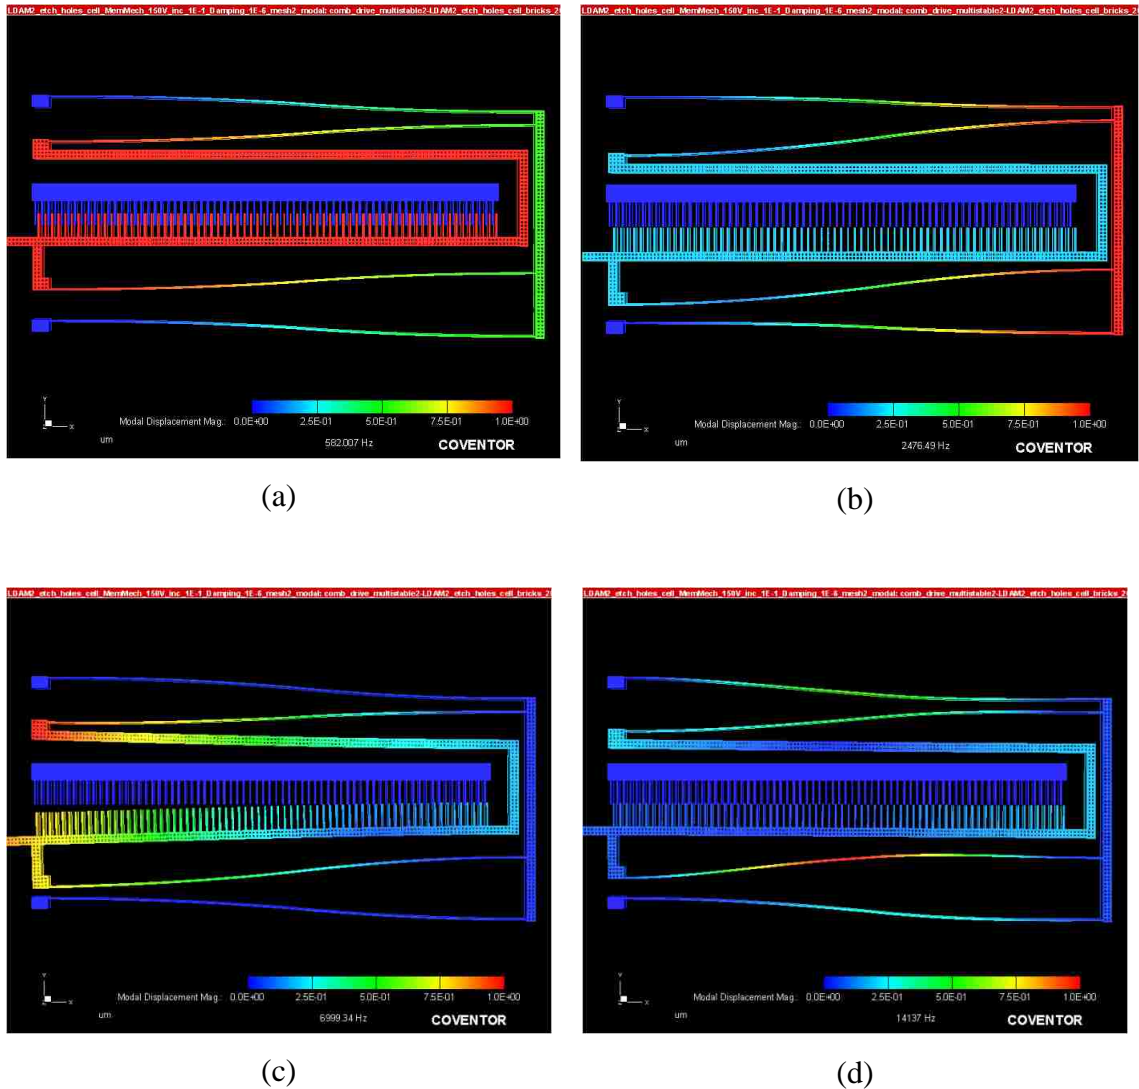 LDAM2_etch_holes_cell_MemMech_150V_inc_1E-1_Damping_1E-6_mesh2_modal: comb_drive_multistable2-LDAM2_etch_holes_cell_bricks_2
LDAM2_etch_holes_cell_MemMech_150V_inc_1E-1_Damping_1E-6_mesh2_modal: comb_drive_multistable2-LDAM2_etch_holes_cell_bricks_2
Y
X
Modal Displacement Mag.: 0.0E+00 2.5E-01 5.0E-01 7.5E-01 1.0E+00
um
582.007 Hz
COVENTOR
Y
X
Modal Displacement Mag.: 0.0E+00 2.5E-01 5.0E-01 7.5E-01 1.0E+00
um
2476.49 Hz
COVENTOR
(a)
(b)
LDAM2_etch_holes_cell_MemMech_150V_inc_1E-1_Damping_1E-6_mesh2_modal: comb_drive_multistable2-LDAM2_etch_holes_cell_bricks_2
LDAM2_etch_holes_cell_MemMech_150V_inc_1E-1_Damping_1E-6_mesh2_modal: comb_drive_multistable2-LDAM2_etch_holes_cell_bricks_2
Y
X
Modal Displacement Mag.: 0.0E+00 2.5E-01 5.0E-01 7.5E-01 1.0E+00
um
6999.34 Hz
COVENTOR
Y
X
Modal Displacement Mag.: 0.0E+00 2.5E-01 5.0E-01 7.5E-01 1.0E+00
um
14137 Hz
COVENTOR
(c)
(d)